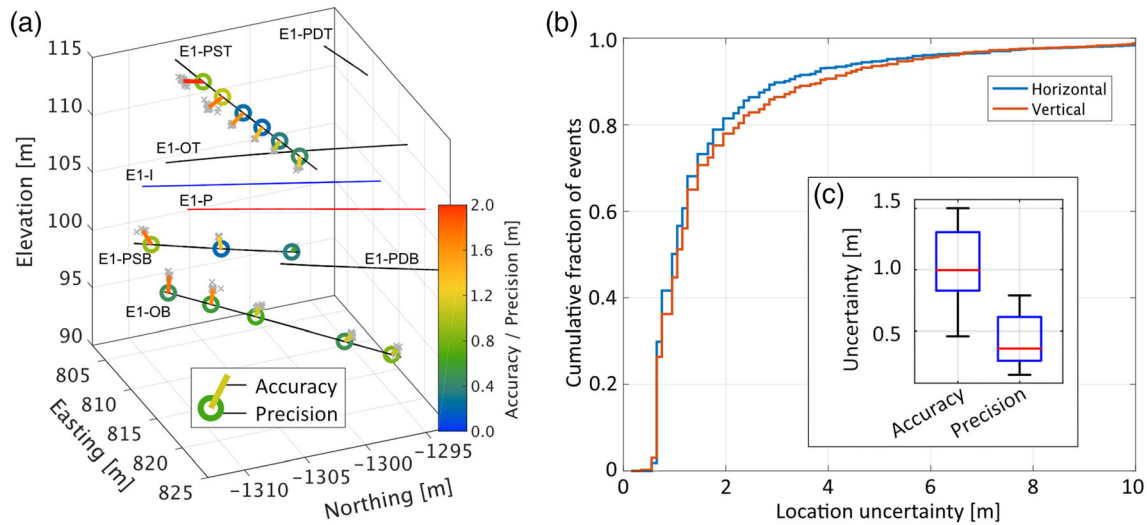 (a)
115
110
105
100
95
90
Elevation [m]
E1-PST
E1-PDT
E1-OT
E1-I
E1-P
E1-PSB
E1-PDB
E1-OB
Accuracy
Precision
2.0
1.6
1.2
0.8
0.4
0.0
Accuracy / Precision [m]
805
810
815
820
825
Easting [m]
−1310
−1305
−1300
−1295
Northing [m]
(b)
1.0
0.8
0.6
0.4
0.2
0
Cumulative fraction of events
Horizontal
Vertical
0
2
4
6
8
10
Location uncertainty [m]
(c)
1.5
1.0
0.5
Uncertainty [m]
Accuracy
Precision